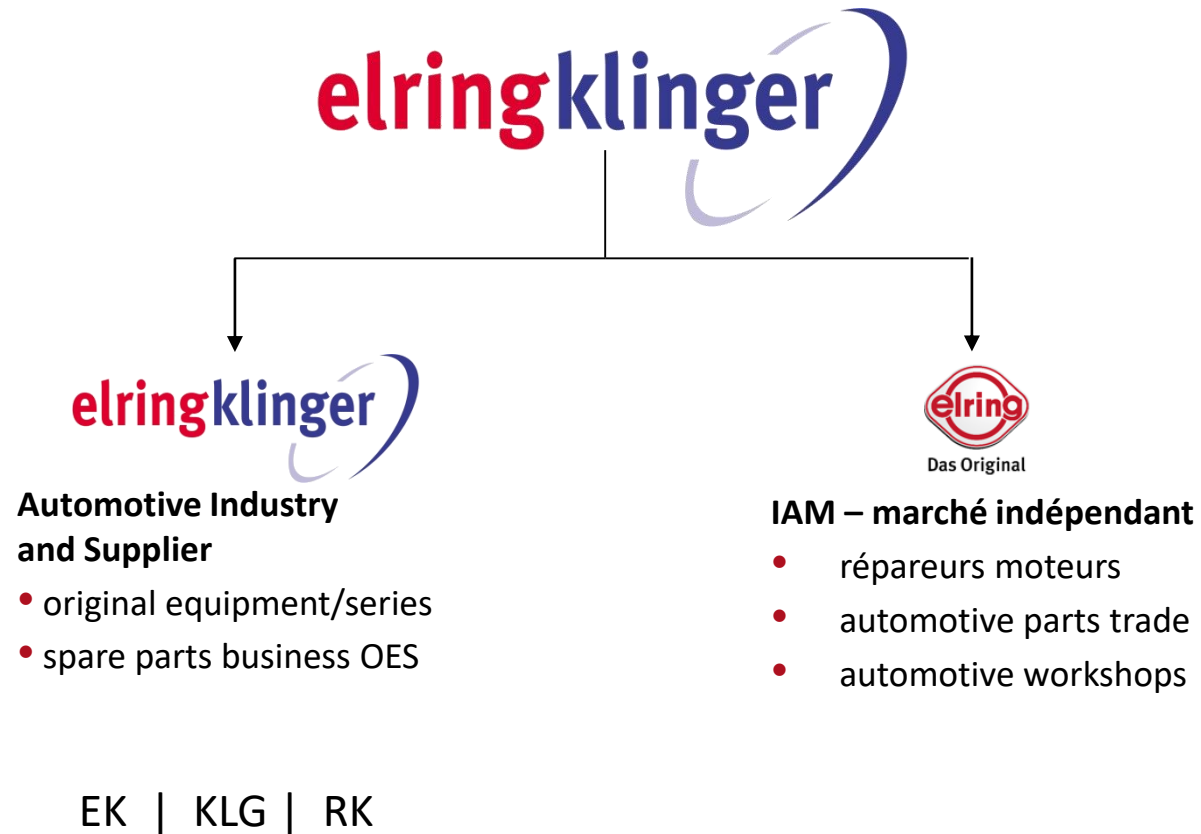 elringklinger
elringklinger
Automotive Industry
and Supplier
• original equipment/series
• spare parts business OES
EK | KLG | RK
elring
Das Original
IAM – marché indépendant
• répareurs moteurs
• automotive parts trade
• automotive workshops